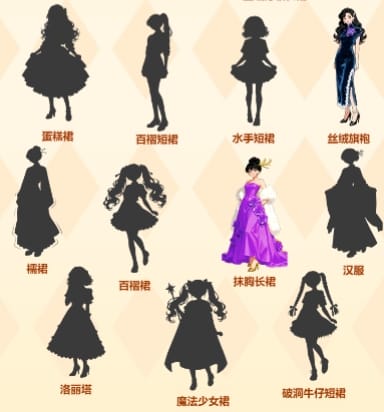 蛋糕裙
百褶短裙
水手短裙
丝绒旗袍
襦裙
百褶裙
抹胸长裙
汉服
洛丽塔
魔法少女裙
破洞牛仔短裙